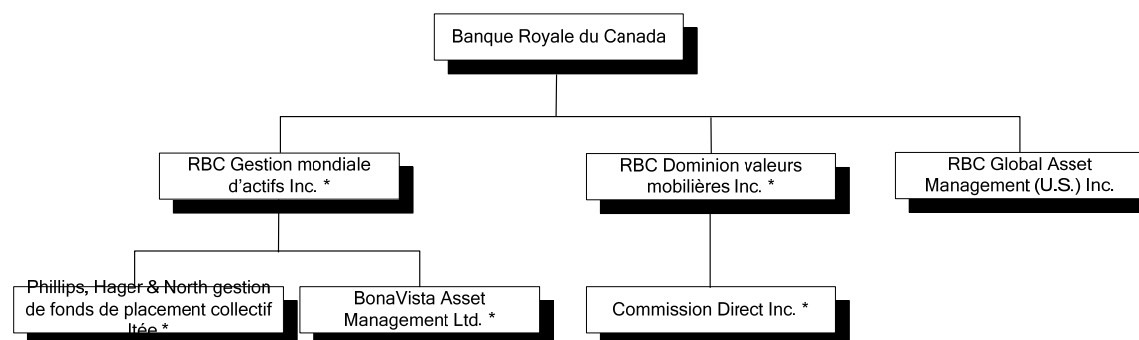 Banque Royale du Canada
RBC Gestion mondiale
d'actifs Inc. *
RBC Dominion valeurs
mobilières Inc. *
RBC Global Asset
Management (U.S.) Inc.
Phillips, Hager & North gestion
de fonds de placement collectif
ltée *
BonaVista Asset
Management Ltd. *
Commission Direct Inc. *